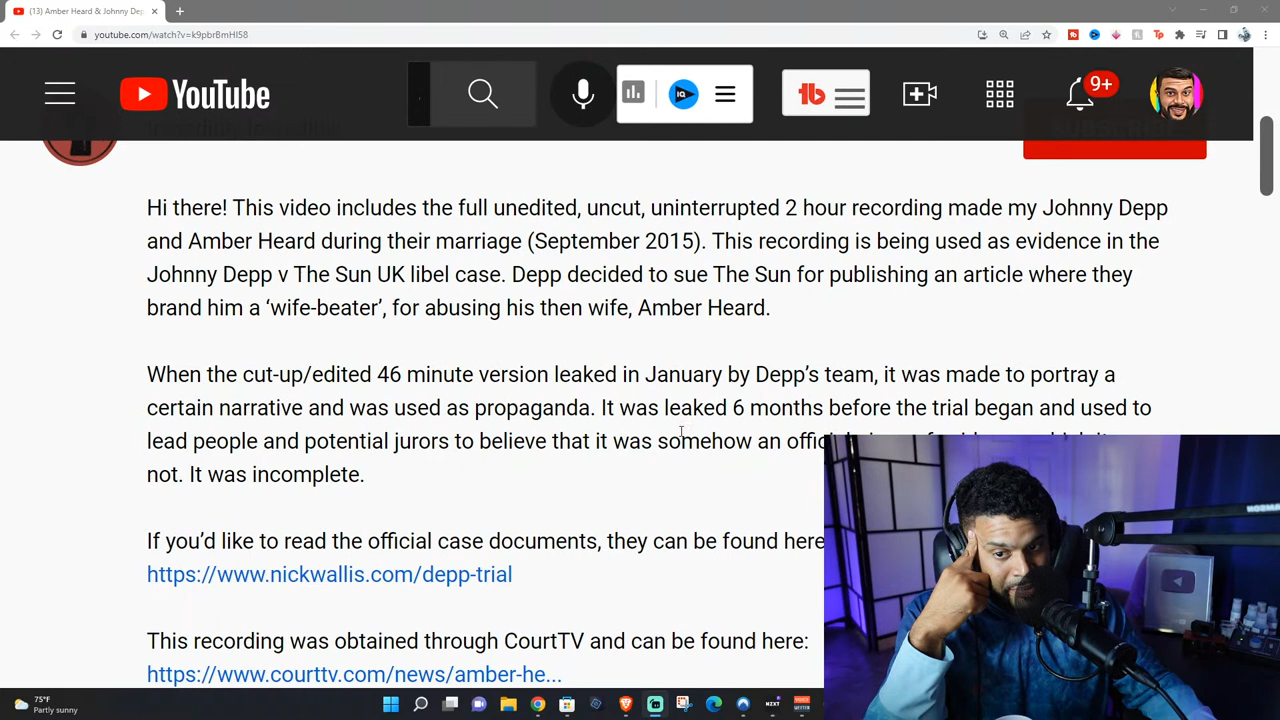 (13) Amber Heard & Johnny Dep
youtube.com/watch?v=k9pbrBmHI58
YouTube
IQ
tb
9+
SUBSCRIBE
Hi there! This video includes the full unedited, uncut, uninterrupted 2 hour recording made my Johnny Depp
and Amber Heard during their marriage (September 2015). This recording is being used as evidence in the
Johnny Depp v The Sun UK libel case. Depp decided to sue The Sun for publishing an article where they
brand him a ‘wife-beater’, for abusing his then wife, Amber Heard.
When the cut-up/edited 46 minute version leaked in January by Depp’s team, it was made to portray a
certain narrative and was used as propaganda. It was leaked 6 months before the trial began and used to
lead people and potential jurors to believe that it was somehow an
not. It was incomplete.
If you’d like to read the official case documents, they can be found here
https://www.nickwallis.com/depp-trial
This recording was obtained through CourtTV and can be found here:
https://www.courttv.com/news/amber-he...
75°F
Partly sunny
NZXT